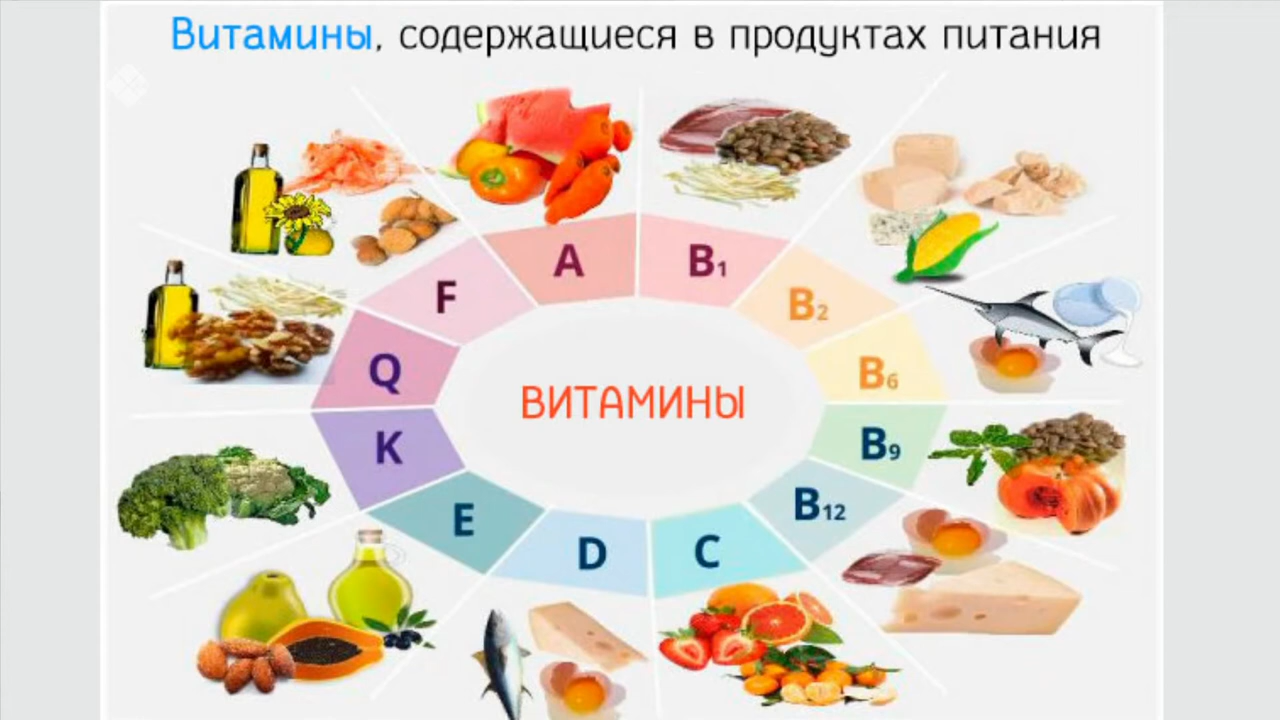 Витамины, содержащиеся в продуктах питания
A
B1
F
B2
Q
ВИТАМИНЫ
B6
K
B9
E
B12
D
C